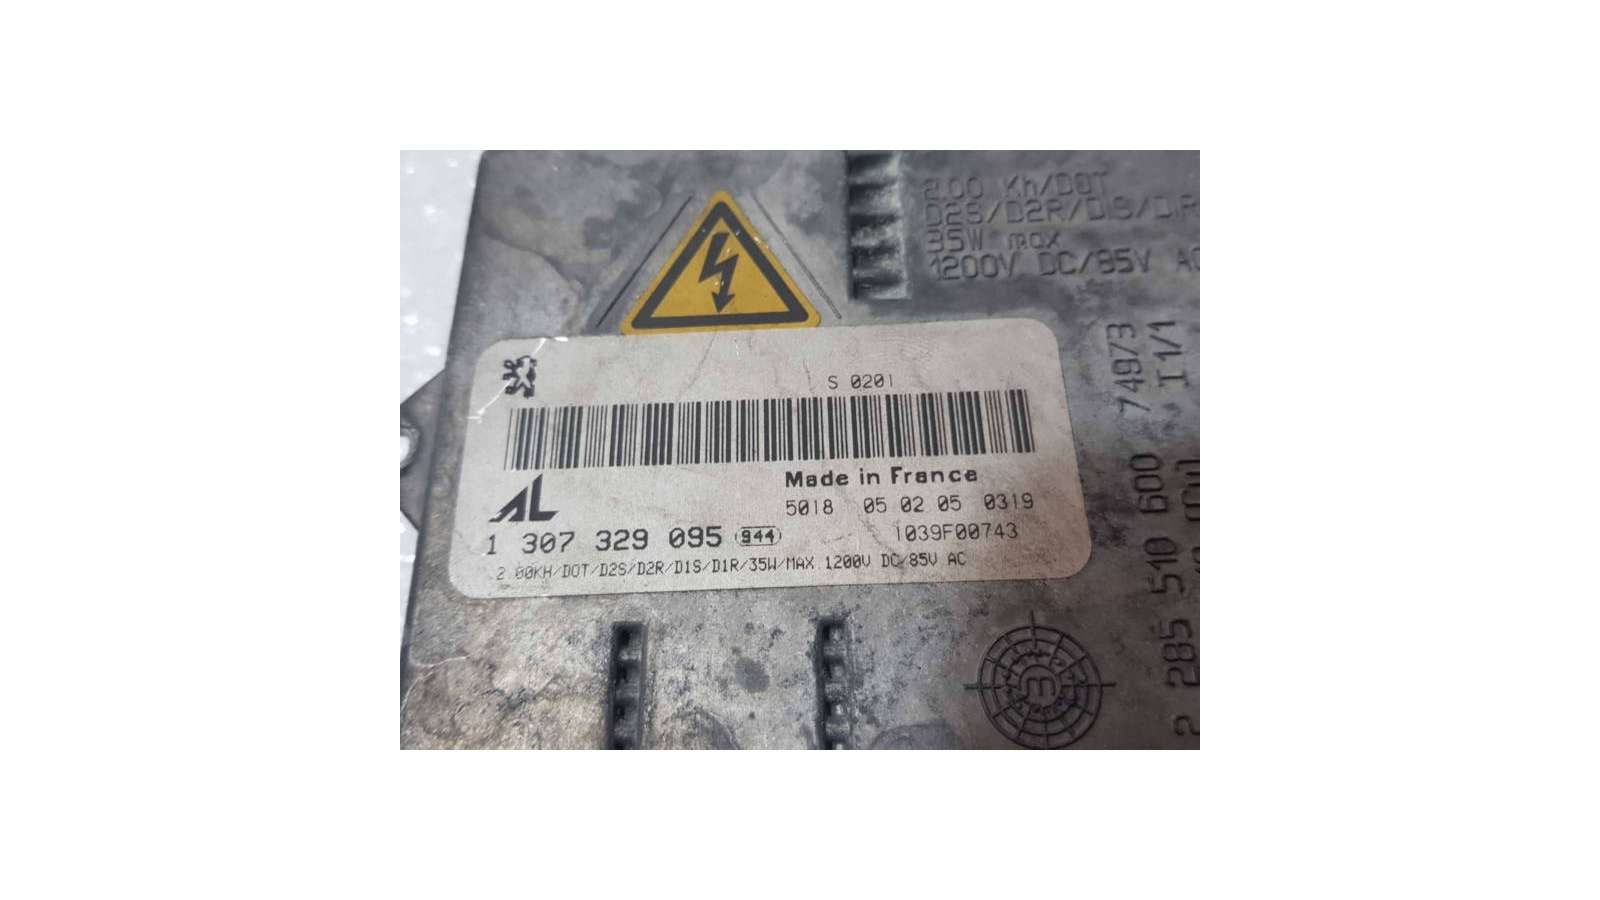 2.00 Kh/DOT
D2S/D2R/D1S/D1R
35W max
1200V DC/85V AC
S 0201
Made in France
5018 05 02 05 0319
AL
1 307 329 095 944
1039F00743
2.00KH/DOT/D2S/D2R/D1S/D1R/35W/MAX 1200V DC/85V AC
74973
I1/1
2 285 510 600
m